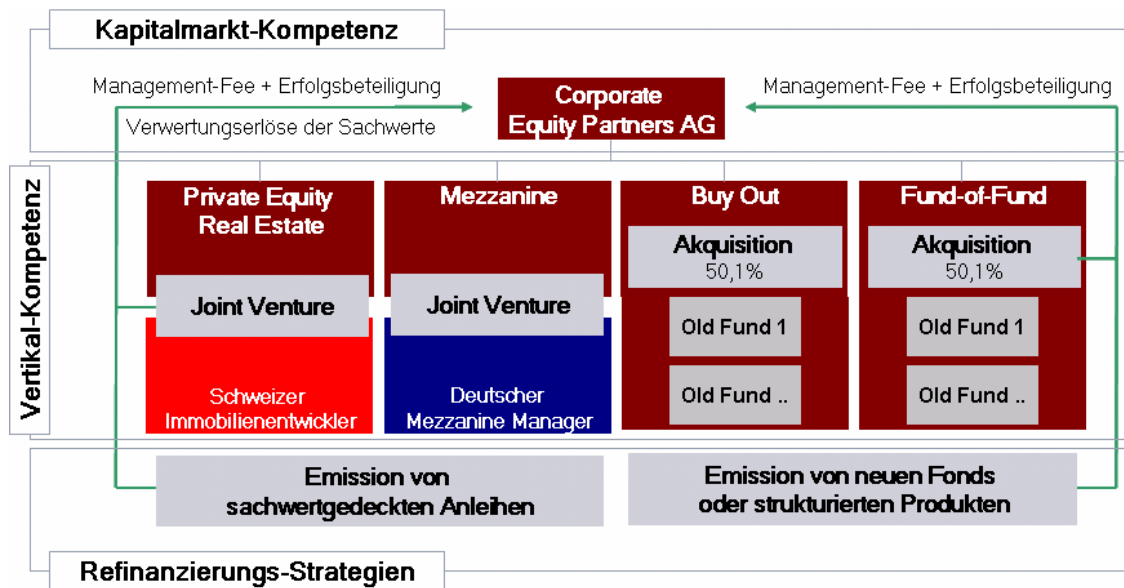 Kapitalmarkt-Kompetenz
Management-Fee + Erfolgsbeteiligung
Verwertungserlöse der Sachwerte
Corporate
Equity Partners AG
Management-Fee + Erfolgsbeteiligung
Vertikal-Kompetenz
Private Equity
Real Estate
Joint Venture
Schweizer
Immobilienentwickler
Mezzanine
Joint Venture
Deutscher
Mezzanine Manager
Buy Out
Akquisition
50,1%
Old Fund 1
Old Fund ..
Fund-of-Fund
Akquisition
50,1%
Old Fund 1
Old Fund ..
Emission von
sachwertgedeckten Anleihen
Emission von neuen Fonds
oder strukturierten Produkten
Refinanzierungs-Strategien